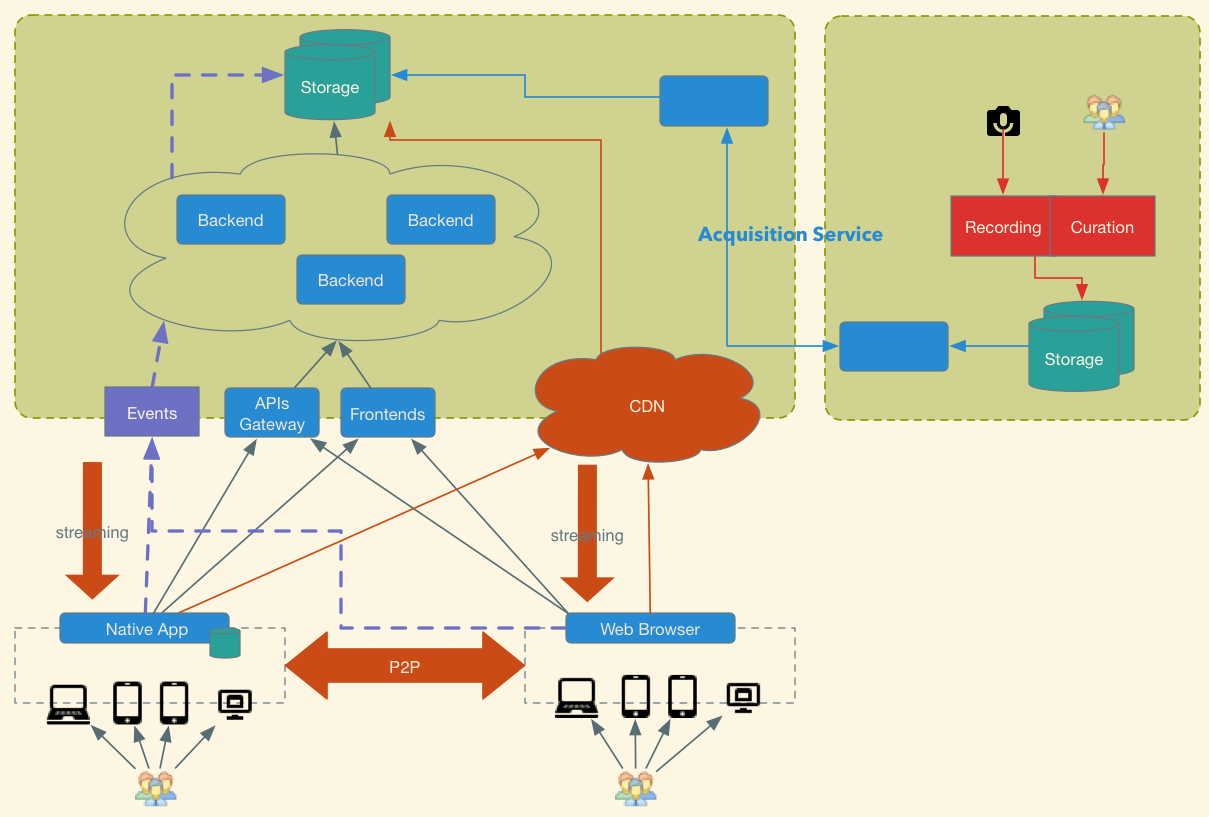 Storage
Backend
Backend
Backend
Acquisition Service
Recording
Curation
Storage
CDN
Events
APIs
Gateway
Frontends
streaming
streaming
Native App
Web Browser
P2P